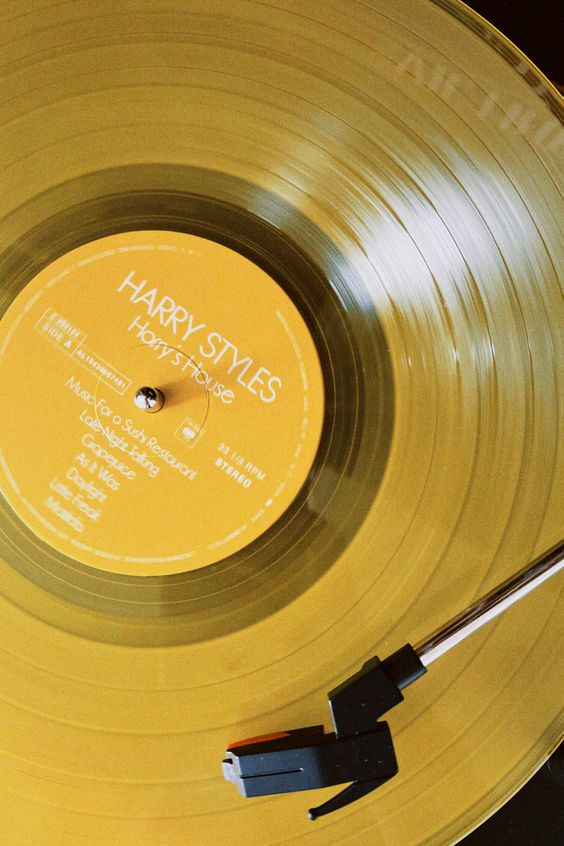 HARRY STYLES
Harry's House
SIDE A
33 1/3 RPM
STEREO
Music For a Sushi Restaurant
Late Night Talking
Grapejuice
As It Was
Daylight
Little Freak
Matilda